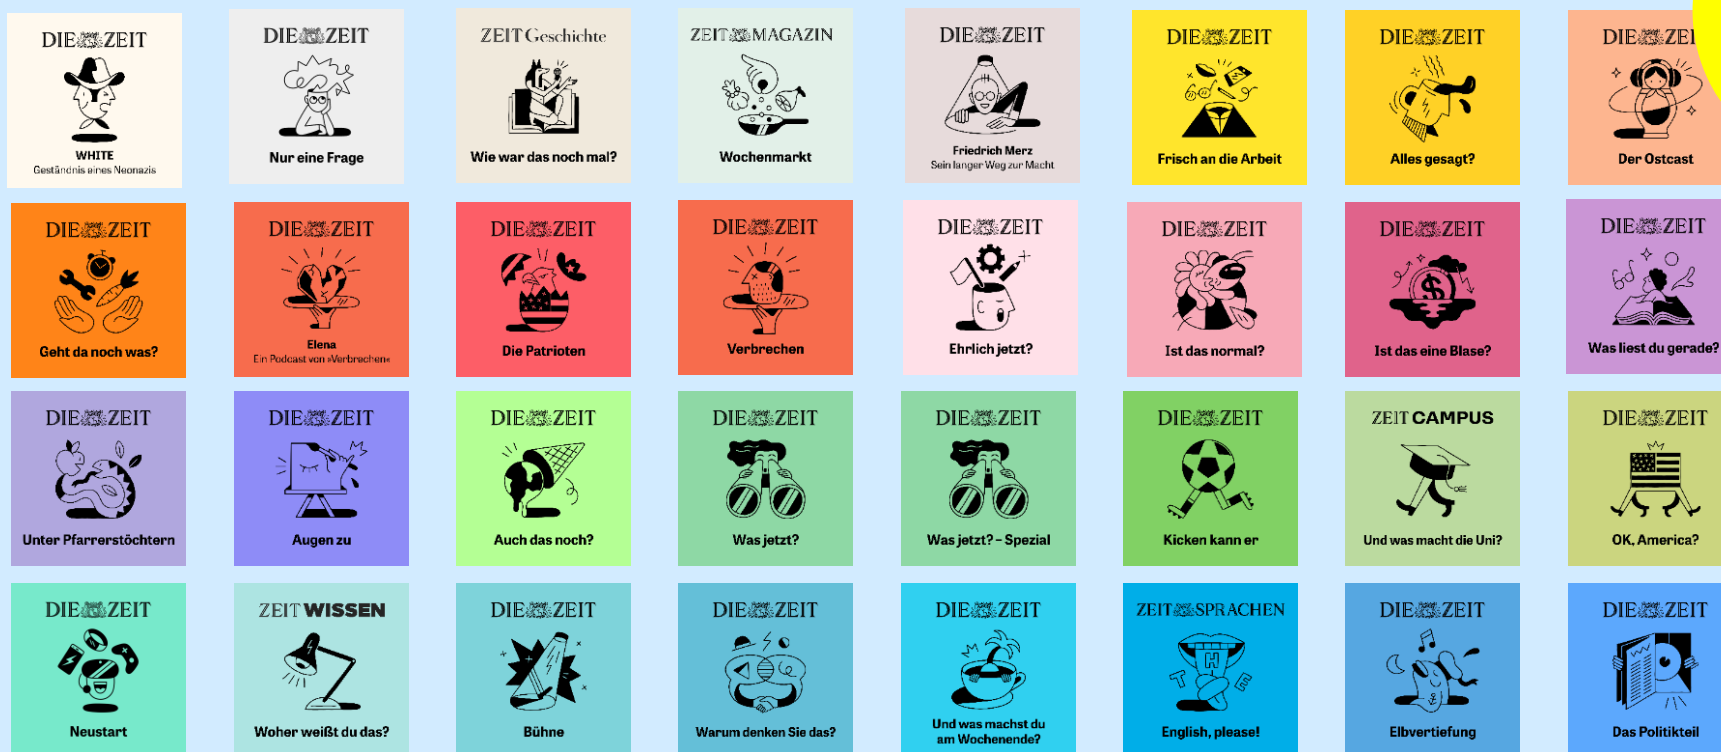 DIE ZEIT
WHITE
Geständnis eines Neonazis
DIE ZEIT
Nur eine Frage
ZEIT Geschichte
Wie war das noch mal?
ZEIT MAGAZIN
Wochenmarkt
DIE ZEIT
Friedrich Merz
Sein langer Weg zur Macht
DIE ZEIT
Frisch an die Arbeit
DIE ZEIT
Alles gesagt?
DIE ZEI
Der Ostcast
DIE ZEIT
Geht da noch was?
DIE ZEIT
Elena
Ein Podcast von »Verbrechen«
DIE ZEIT
Die Patrioten
DIE ZEIT
Verbrechen
DIE ZEIT
Ehrlich jetzt?
DIE ZEIT
Ist das normal?
DIE ZEIT
$
Ist das eine Blase?
DIE ZEIT
Was liest du gerade?
DIE ZEIT
Unter Pfarrerstöchtern
DIE ZEIT
Augen zu
DIE ZEIT
Auch das noch?
DIE ZEIT
Was jetzt?
DIE ZEIT
Was jetzt? – Spezial
DIE ZEIT
Kicken kann er
ZEIT CAMPUS
Und was macht die Uni?
DIE ZEIT
OK, America?
DIE ZEIT
Neustart
ZEIT WISSEN
Woher weißt du das?
DIE ZEIT
Bühne
DIE ZEIT
Warum denken Sie das?
DIE ZEIT
Und was machst du
am Wochenende?
ZEIT SPRACHEN
T H E
English, please!
DIE ZEIT
Elbvertiefung
DIE ZEIT
Das Politikteil